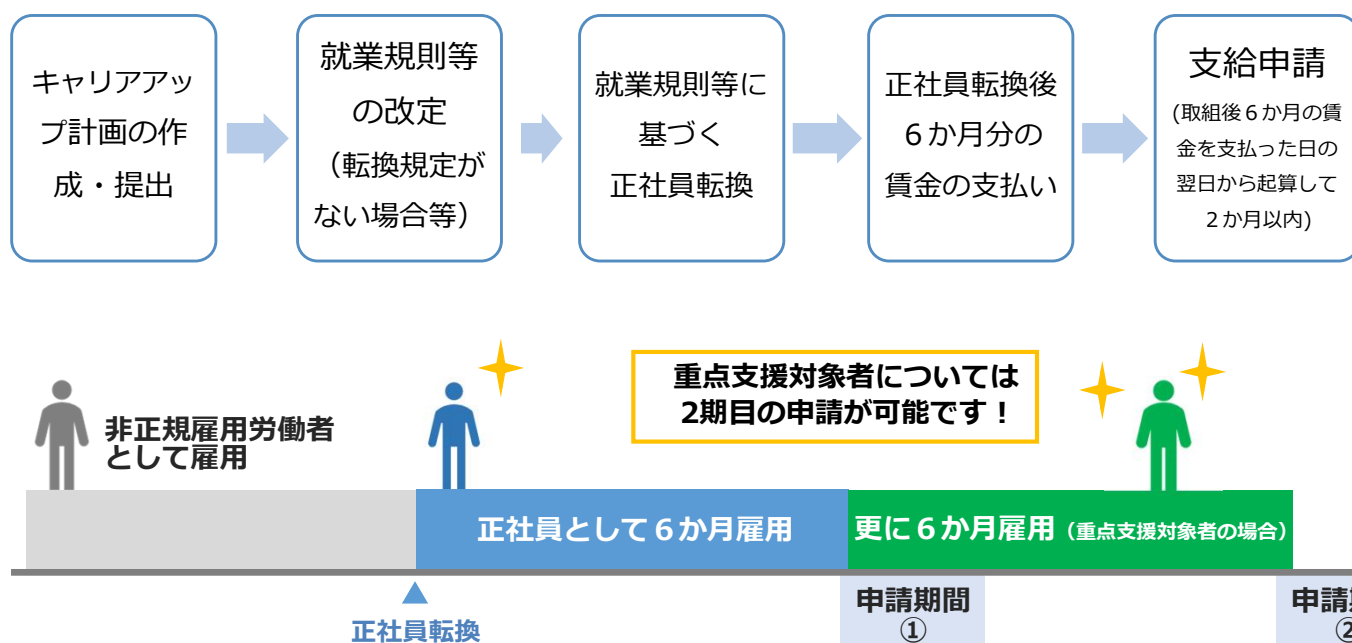 キャリアアッ
プ計画の作
成・提出
就業規則等
の改定
（転換規定が
ない場合等）
就業規則等に
基づく
正社員転換
正社員転換後
６か月分の
賃金の支払い
支給申請
(取組後６か月の賃
金を支払った日の
翌日から起算して
２か月以内)
重点支援対象者については
2期目の申請が可能です！
非正規雇用労働者
として雇用
正社員として６か月雇用
更に６か月雇用（重点支援対象者の場合）
正社員転換
申請期間
①
申請
②